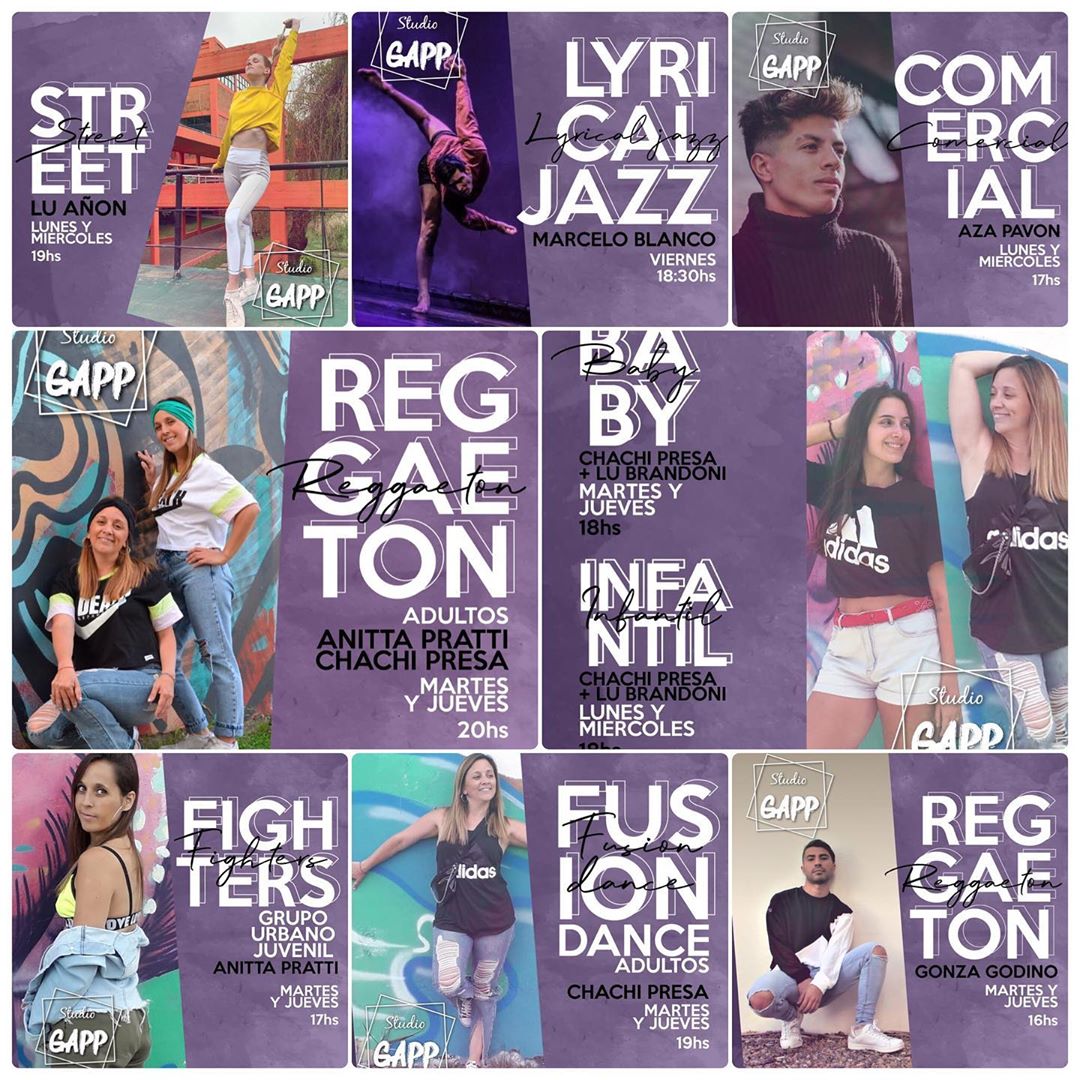 STR
EET
Street
LU AÑON
LUNES Y
MIERCOLES
19hs
Studio
GAPP
Studio
GAPP
LYRI
CAL
JAZZ
Lyrical jazz
MARCELO BLANCO
VIERNES
18:30hs
Studio
GAPP
COM
ERC
IAL
Comercial
AZA PAVON
LUNES Y
MIERCOLES
17hs
Studio
GAPP
REG
GAE
TON
Reggaeton
ADULTOS
ANITTA PRATTI
CHACHI PRESA
MARTES
Y JUEVES
20hs
BA
BY
Baby
CHACHI PRESA
+ LU BRANDONI
MARTES Y
JUEVES
18hs
INFA
NTIL
Infantil
CHACHI PRESA
+ LU BRANDONI
LUNES Y
MIERCOLES
18hs
adidas
adidas
Studio
GAPP
FIGH
TERS
Fighters
GRUPO
URBANO
JUVENIL
ANITTA PRATTI
MARTES
Y JUEVES
17hs
Studio
GAPP
adidas
FUS
ION
DANCE
Fusion
dance
ADULTOS
CHACHI PRESA
MARTES
Y JUEVES
19hs
Studio
GAPP
Studio
GAPP
REG
GAE
TON
Reggaeton
GONZA GODINO
MARTES Y
JUEVES
16hs